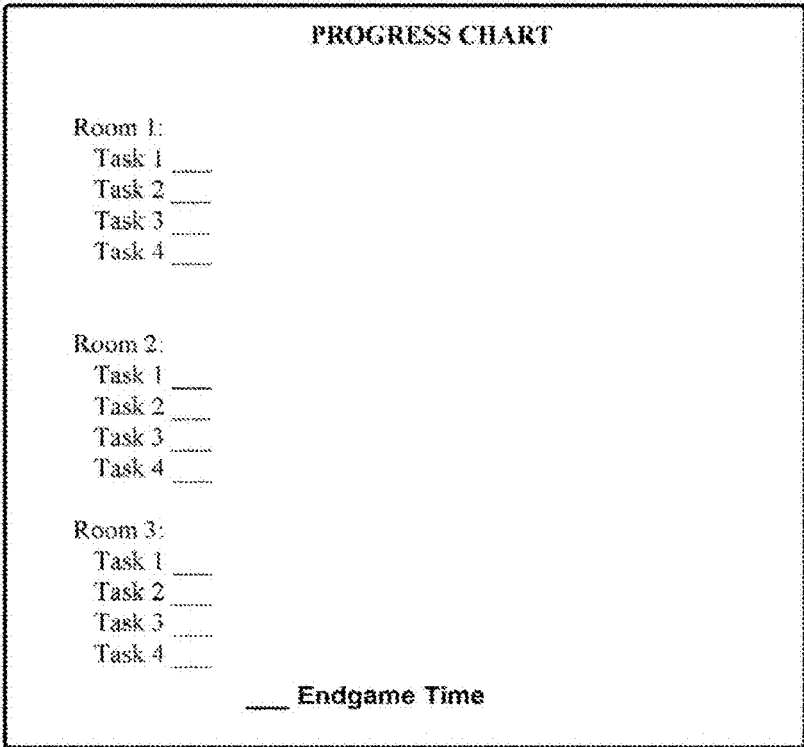 PROGRESS CHART
Room 1:
Task 1 ___
Task 2 ___
Task 3 ___
Task 4 ___
Room 2:
Task 1 ___
Task 2 ___
Task 3 ___
Task 4 ___
Room 3:
Task 1 ___
Task 2 ___
Task 3 ___
Task 4 ___
___ Endgame Time